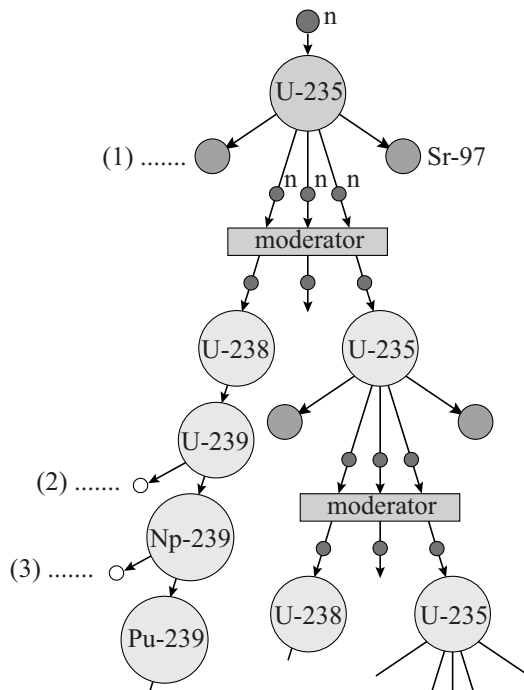 n
U-235
(1) .......
Sr-97
n
n
n
moderator
U-238
U-235
U-239
(2) .......
moderator
Np-239
(3) .......
U-238
U-235
Pu-239